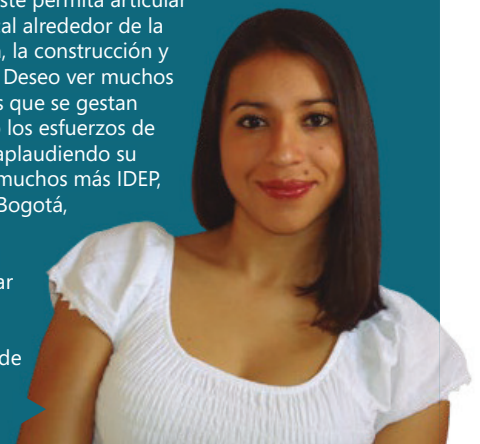 este permita articular
al alrededor de la
, la construcción y
Deseo ver muchos
s que se gestan
los esfuerzos de
aplaudiendo su
muchos más IDEP,
Bogotá,
ar
de